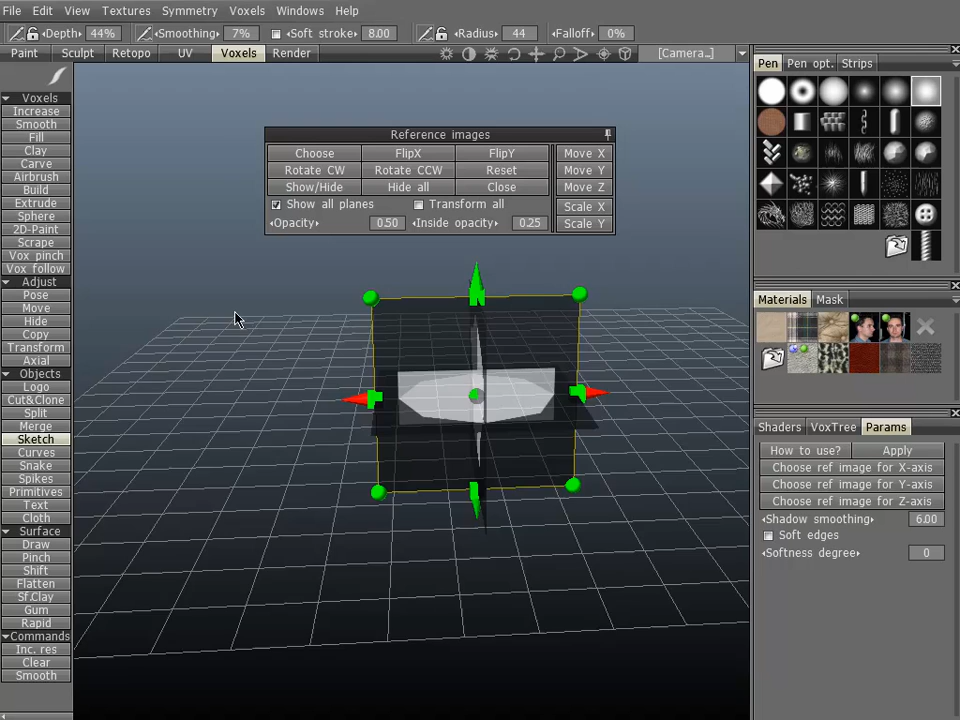 File Edit View Textures Symmetry Voxels Windows Help
Depth: 44% Smoothing: 7% Soft stroke: 8.00 Radius: 44 Falloff: 0%
Paint Sculpt Retopo UV Voxels Render [Camera..]
Voxels
Increase
Smooth
Fill
Clay
Carve
Airbrush
Build
Extrude
Sphere
2D-Paint
Scrape
Vox pinch
Vox follow
Adjust
Pose
Move
Hide
Copy
Transform
Axial
Objects
Logo
Cut&Clone
Split
Merge
Sketch
Curves
Snake
Spikes
Primitives
Text
Cloth
Surface
Draw
Pinch
Shift
Flatten
Sf.Clay
Gum
Rapid
Commands
Inc. res
Clear
Smooth
Reference images
Choose FlipX FlipY Move X
Rotate CW Rotate CCW Reset Move Y
Show/Hide Hide all Close Move Z
Show all planes Transform all Scale X
Opacity: 0.50 Inside opacity: 0.25 Scale Y
Pen Pen opt. Strips
Materials Mask
Shaders VoxTree Params
How to use? Apply
Choose ref image for X-axis
Choose ref image for Y-axis
Choose ref image for Z-axis
Shadow smoothing 6.00
Soft edges
Softness degree 0